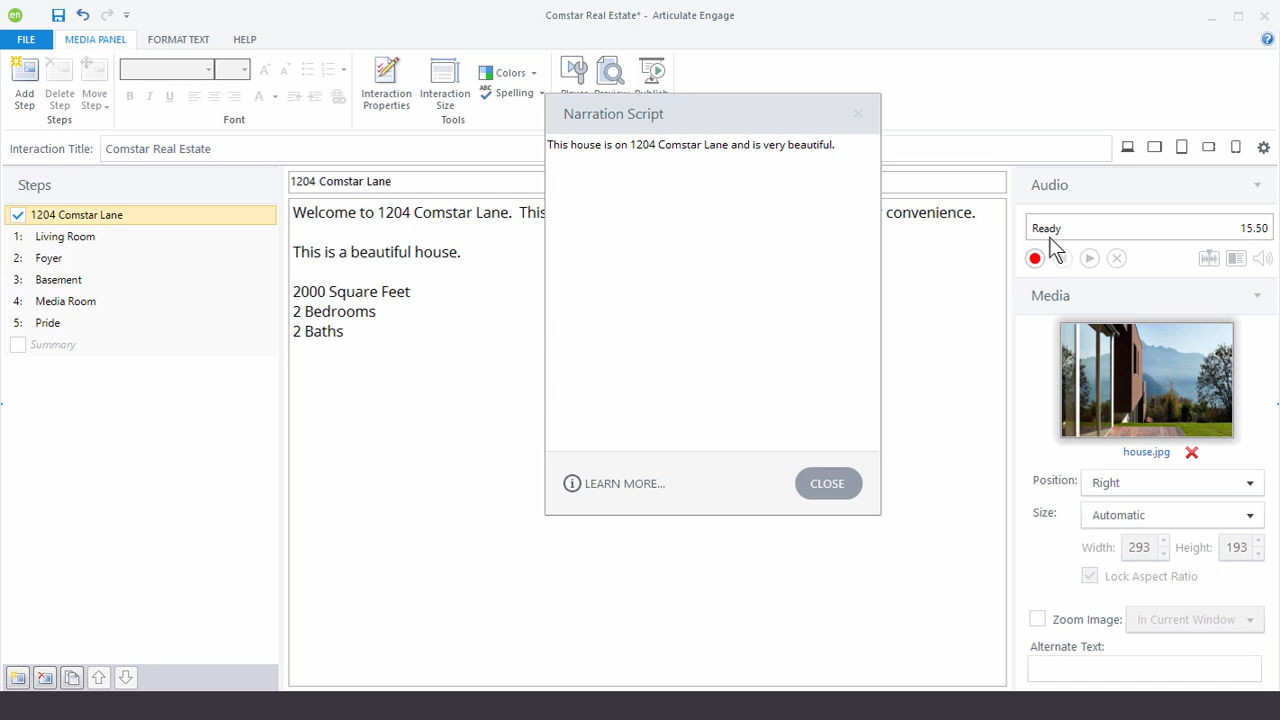 en
Comstar Real Estate* - Articulate Engage
FILE
MEDIA PANEL
FORMAT TEXT
HELP
Add Step
Delete Step
Move Step
Steps
B I U
A
Font
Interaction Properties
Interaction Size
Colors
ABC Spelling
Tools
Interaction Title:
Comstar Real Estate
Steps
1204 Comstar Lane
1: Living Room
2: Foyer
3: Basement
4: Media Room
5: Pride
Summary
1204 Comstar Lane
Welcome to 1204 Comstar Lane. This
convenience.
This is a beautiful house.
2000 Square Feet
2 Bedrooms
2 Baths
Narration Script
This house is on 1204 Comstar Lane and is very beautiful.
LEARN MORE...
CLOSE
Audio
Ready 15.50
Media
house.jpg
Position: Right
Size: Automatic
Width: 293 Height: 193
Lock Aspect Ratio
Zoom Image: In Current Window
Alternate Text: